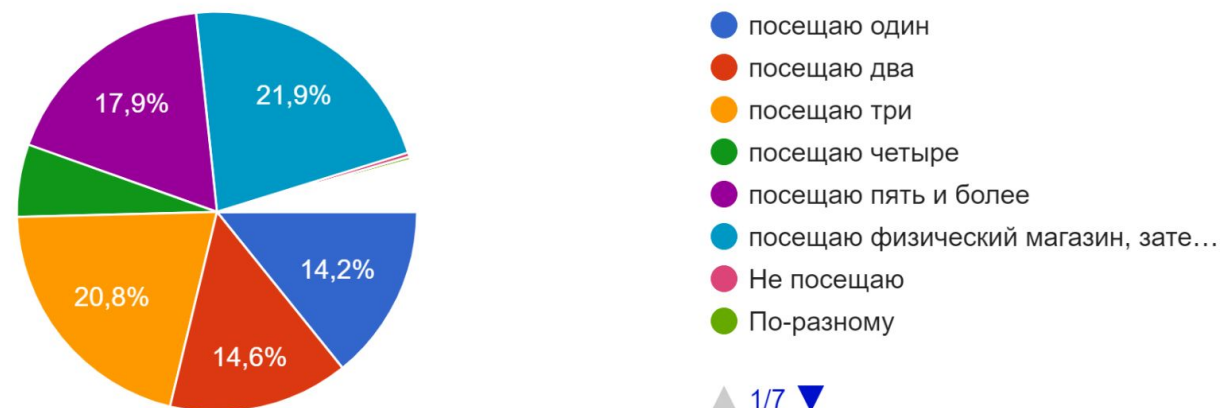 17,9%
21,9%
14,2%
20,8%
14,6%
посещаю один
посещаю два
посещаю три
посещаю четыре
посещаю пять и более
посещаю физический магазин, зате...
Не посещаю
По-разному
1/7